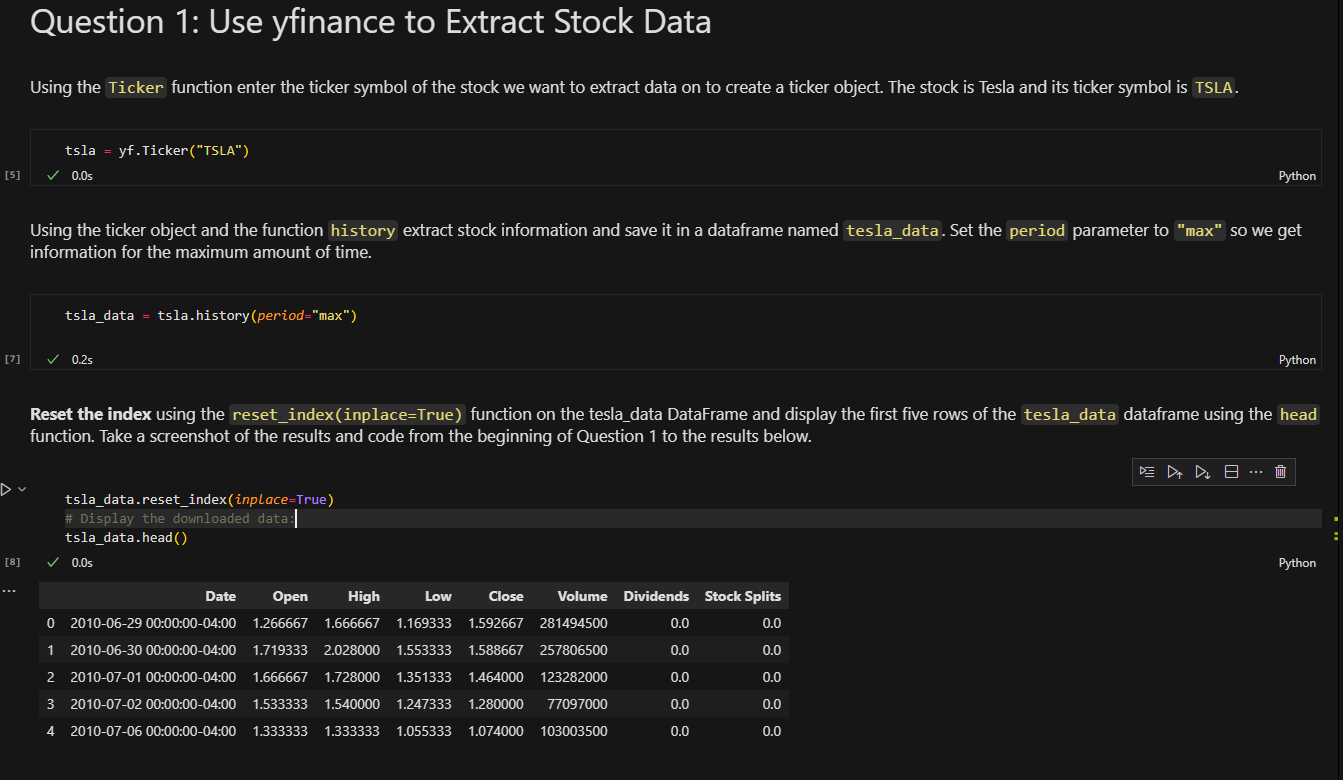 Question 1: Use yfinance to Extract Stock Data
Using the Ticker function enter the ticker symbol of the stock we want to extract data on to create a ticker object. The stock is Tesla and its ticker symbol is TSLA.
tsla = yf.Ticker("TSLA")
[5] 0.0s Python
Using the ticker object and the function history extract stock information and save it in a dataframe named tesla_data. Set the period parameter to "max" so we get
information for the maximum amount of time.
tsla_data = tsla.history(period="max")
[7] 0.2s Python
Reset the index using the reset_index(inplace=True) function on the tesla_data DataFrame and display the first five rows of the tesla_data dataframe using the head
function. Take a screenshot of the results and code from the beginning of Question 1 to the results below.
tsla_data.reset_index(inplace=True)
# Display the downloaded data:
tsla_data.head()
[8] 0.0s Python
Date Open High Low Close Volume Dividends Stock Splits
0 2010-06-29 00:00:00-04:00 1.266667 1.666667 1.169333 1.592667 281494500 0.0 0.0
1 2010-06-30 00:00:00-04:00 1.719333 2.028000 1.553333 1.588667 257806500 0.0 0.0
2 2010-07-01 00:00:00-04:00 1.666667 1.728000 1.351333 1.464000 123282000 0.0 0.0
3 2010-07-02 00:00:00-04:00 1.533333 1.540000 1.247333 1.280000 77097000 0.0 0.0
4 2010-07-06 00:00:00-04:00 1.333333 1.333333 1.055333 1.074000 103003500 0.0 0.0